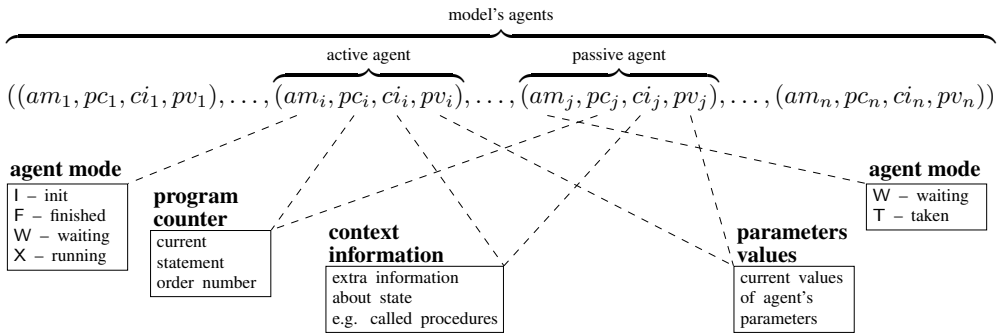 model's agents
active agent
passive agent
((am₁, pc₁, ci₁, pv₁), . . . , (amᵢ, pcᵢ, ciᵢ, pvᵢ), . . . , (amⱼ, pcⱼ, ciⱼ, pvⱼ), . . . , (amₙ, pcₙ, ciₙ, pvₙ))
agent mode
I – init
F – finished
W – waiting
X – running
program
counter
current
statement
order number
context
information
extra information
about state
e.g. called procedures
parameters
values
current values
of agent's
parameters
agent mode
W – waiting
T – taken